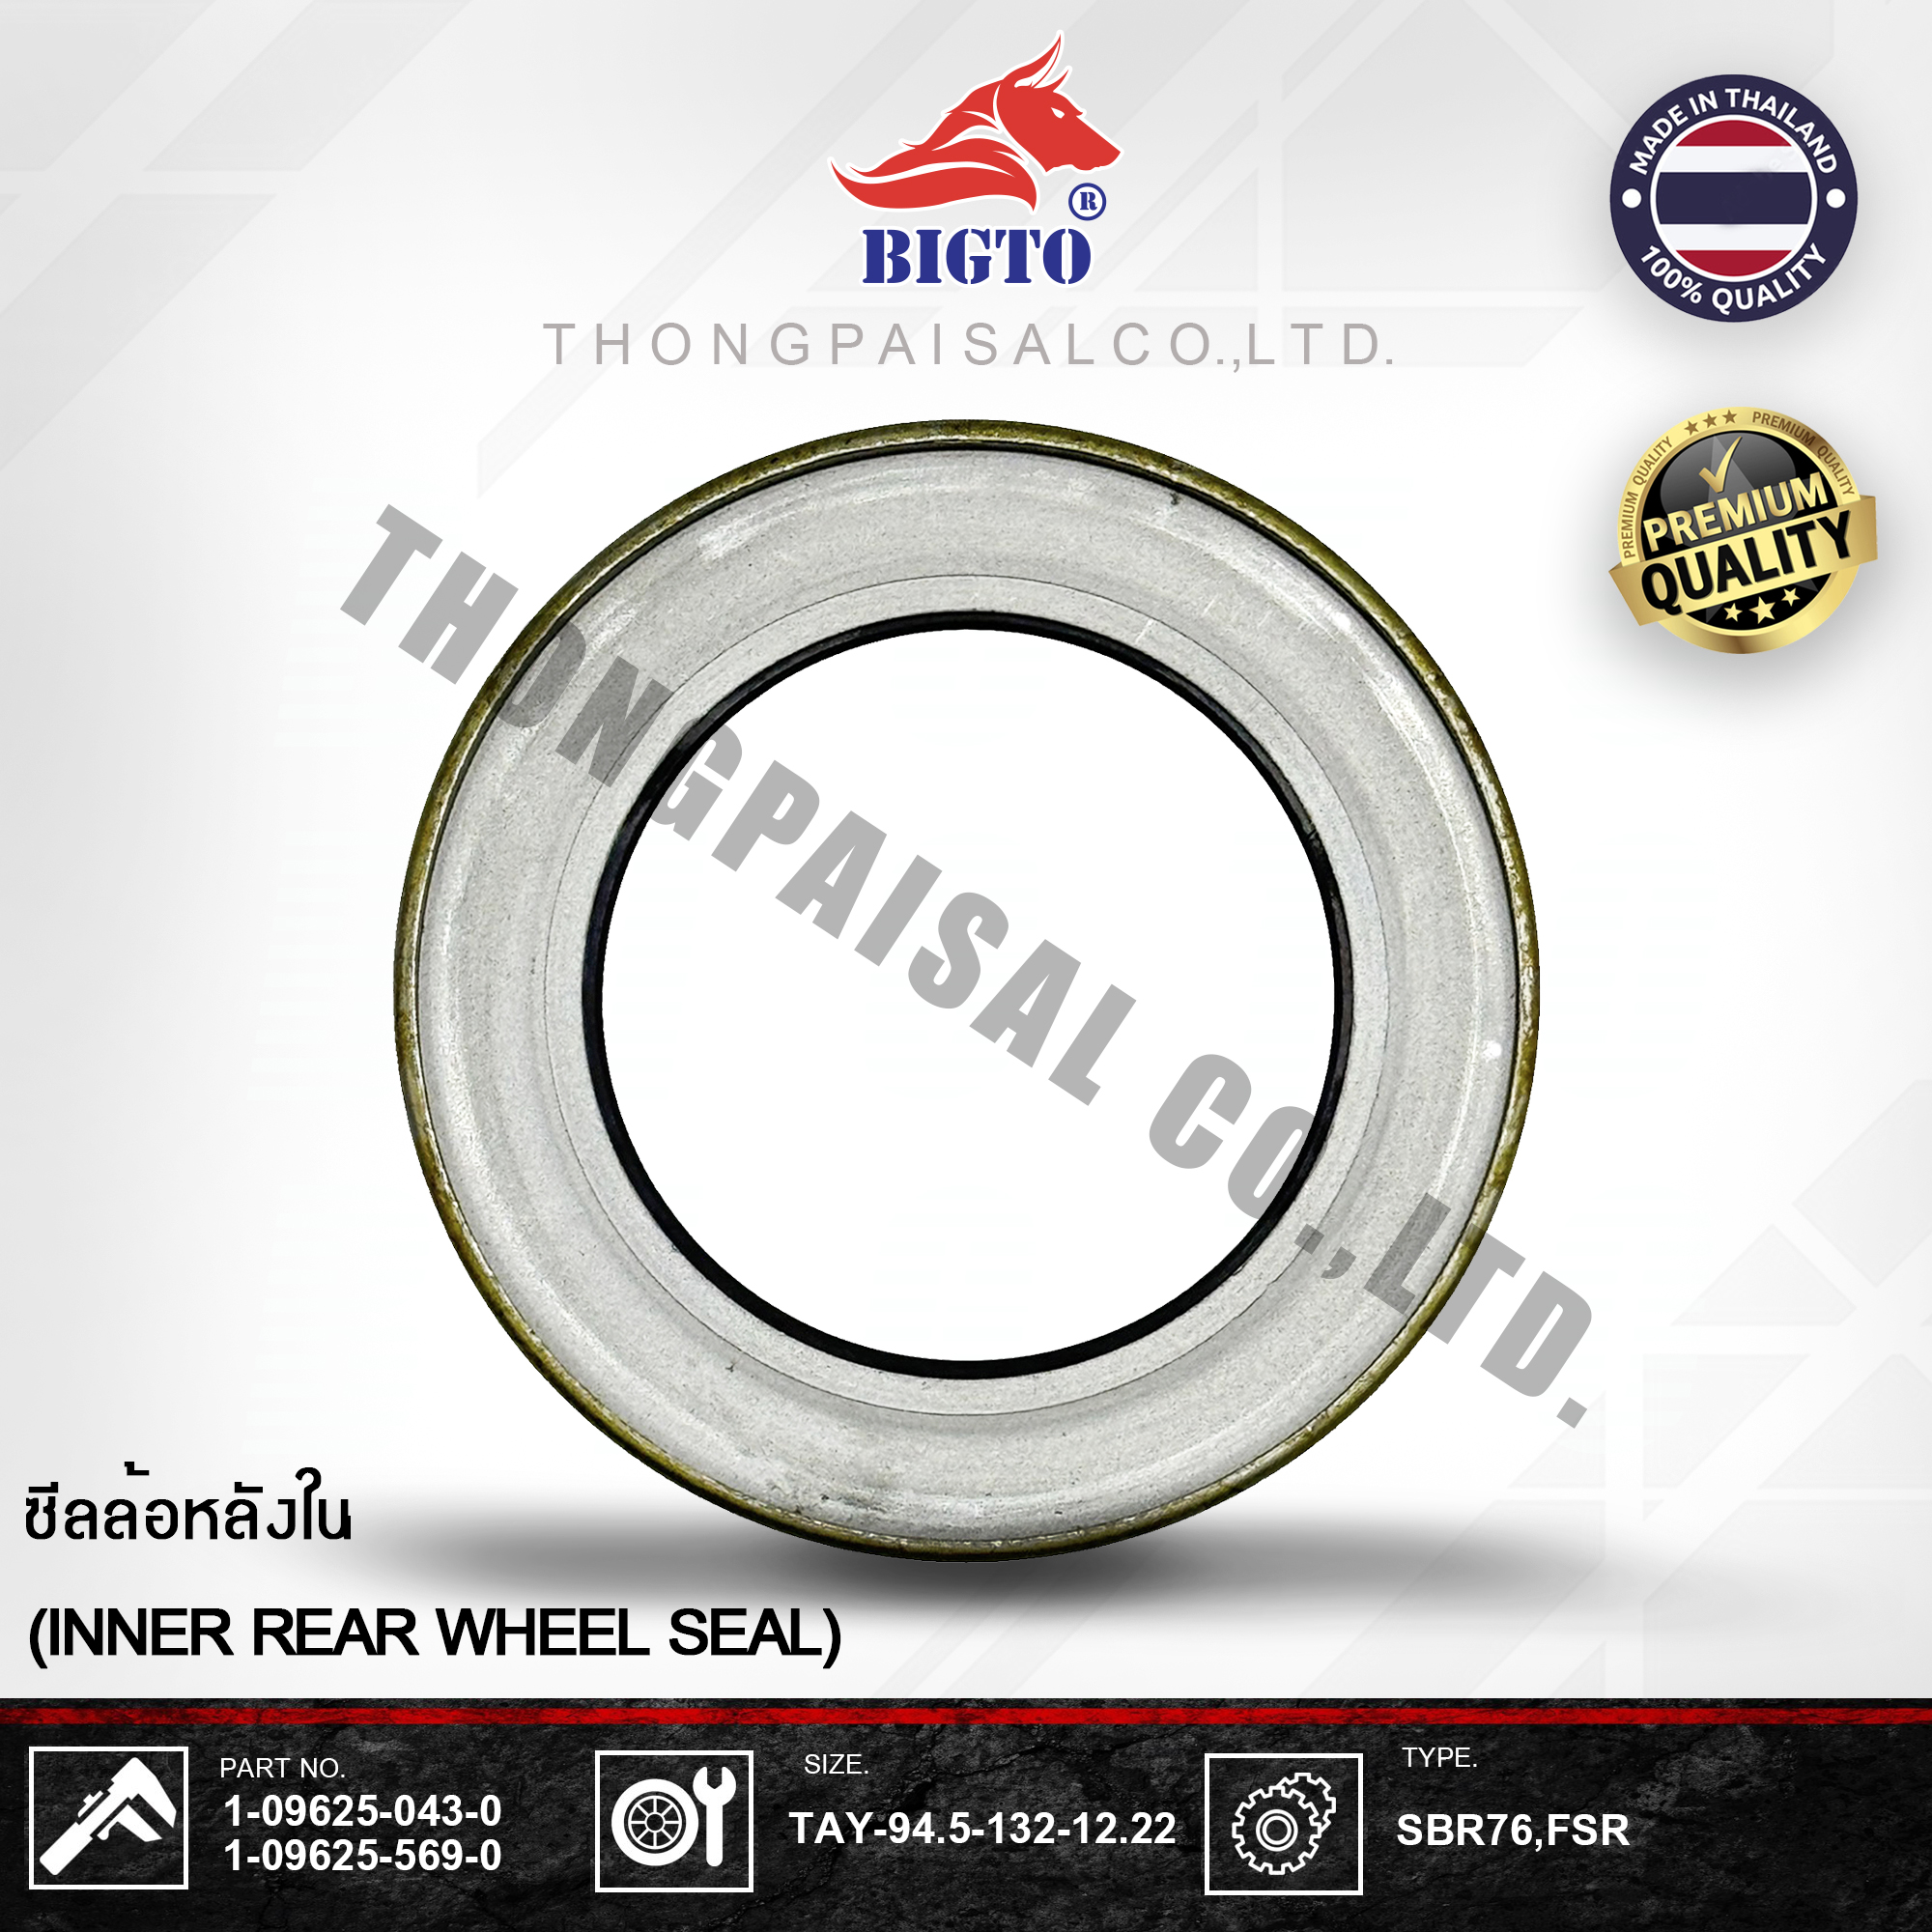 BIGTO®
THONGPAISALCO.,LTD.
MADE IN THAILAND
100% QUALITY
PREMIUM QUALITY PREMIUM QUALITY
PREMIUM
QUALITY
THONGPAISAL CO.,LTD.
ซีลล้อหลังใน
(INNER REAR WHEEL SEAL)
PART NO.
1-09625-043-0
1-09625-569-0
SIZE.
TAY-94.5-132-12.22
TYPE.
SBR76,FSR